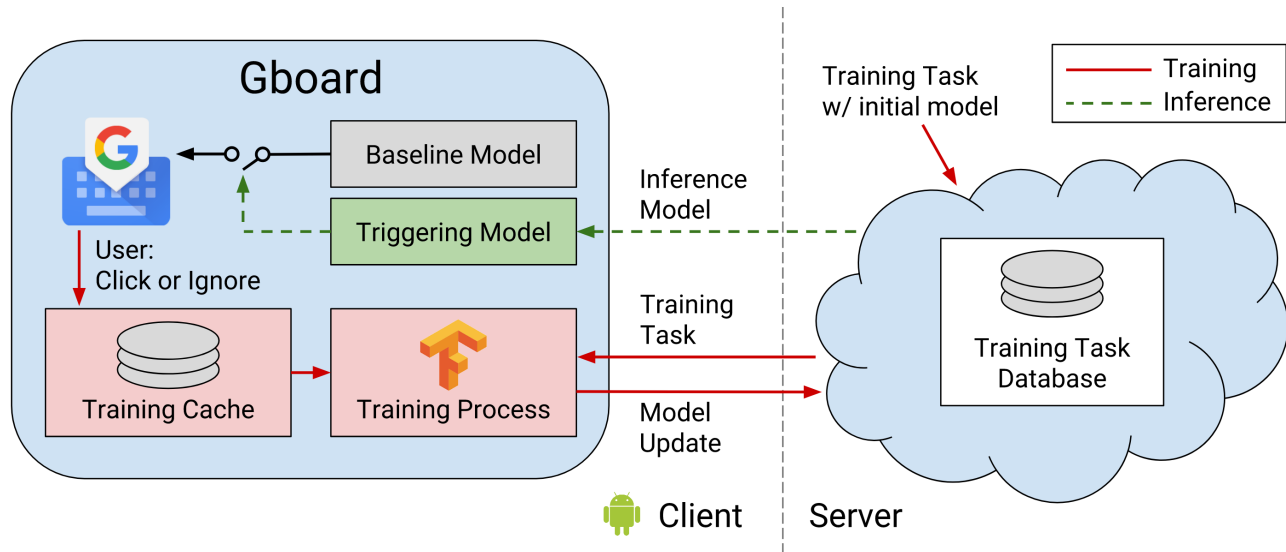 Gboard
Baseline Model
Triggering Model
User:
Click or Ignore
Training Cache
Training Process
Inference
Model
Training
Task
Model
Update
Client
Server
Training Task
w/ initial model
Training
Inference
Training Task
Database